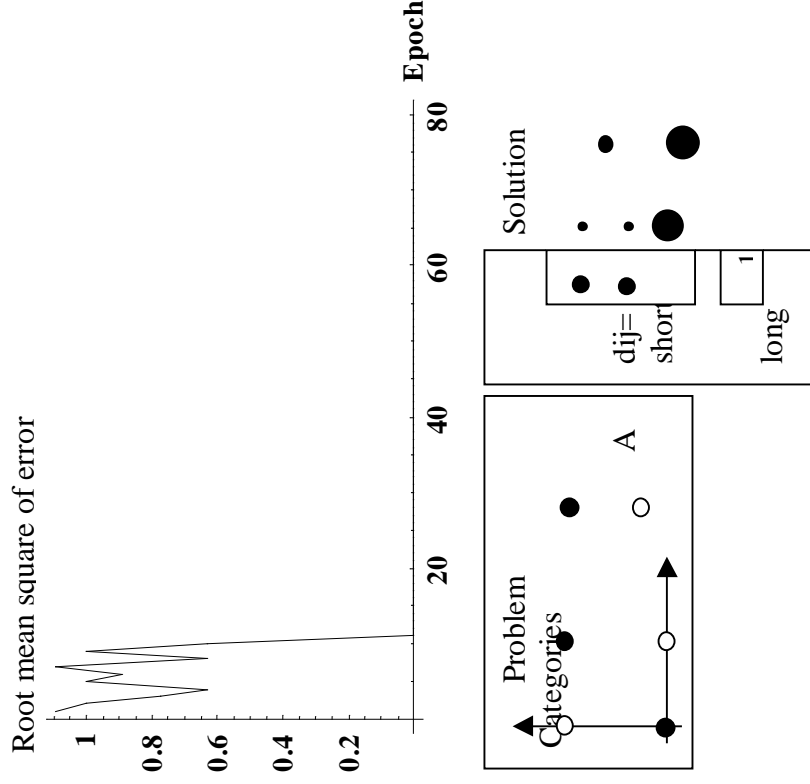 Root mean square of error
1
0.8
0.6
0.4
0.2
20
40
60
80
Epoch
Problem
Categories
A
dij=
short
long
1
Solution